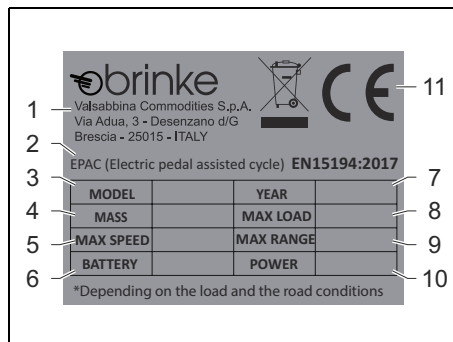 brinke
CE
11
1
Valsabbina Commodities S.p.A.
Via Adua, 3 - Desenzano d/G
Brescia - 25015 - ITALY
2
EPAC (Electric pedal assisted cycle) EN15194:2017
3
7
MODEL YEAR
4
8
MASS MAX LOAD
5
9
MAX SPEED MAX RANGE
6
10
BATTERY POWER
*Depending on the load and the road conditions